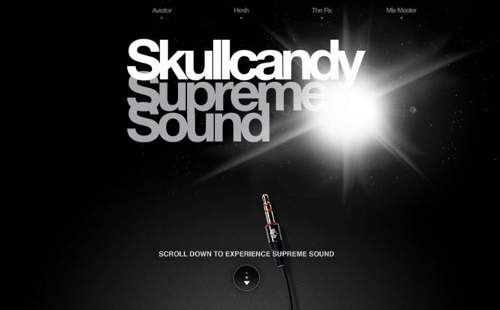 Aviator Hesh The Fix Mix Master
Skullcandy
Supreme
Sound
SCROLL DOWN TO EXPERIENCE SUPREME SOUND